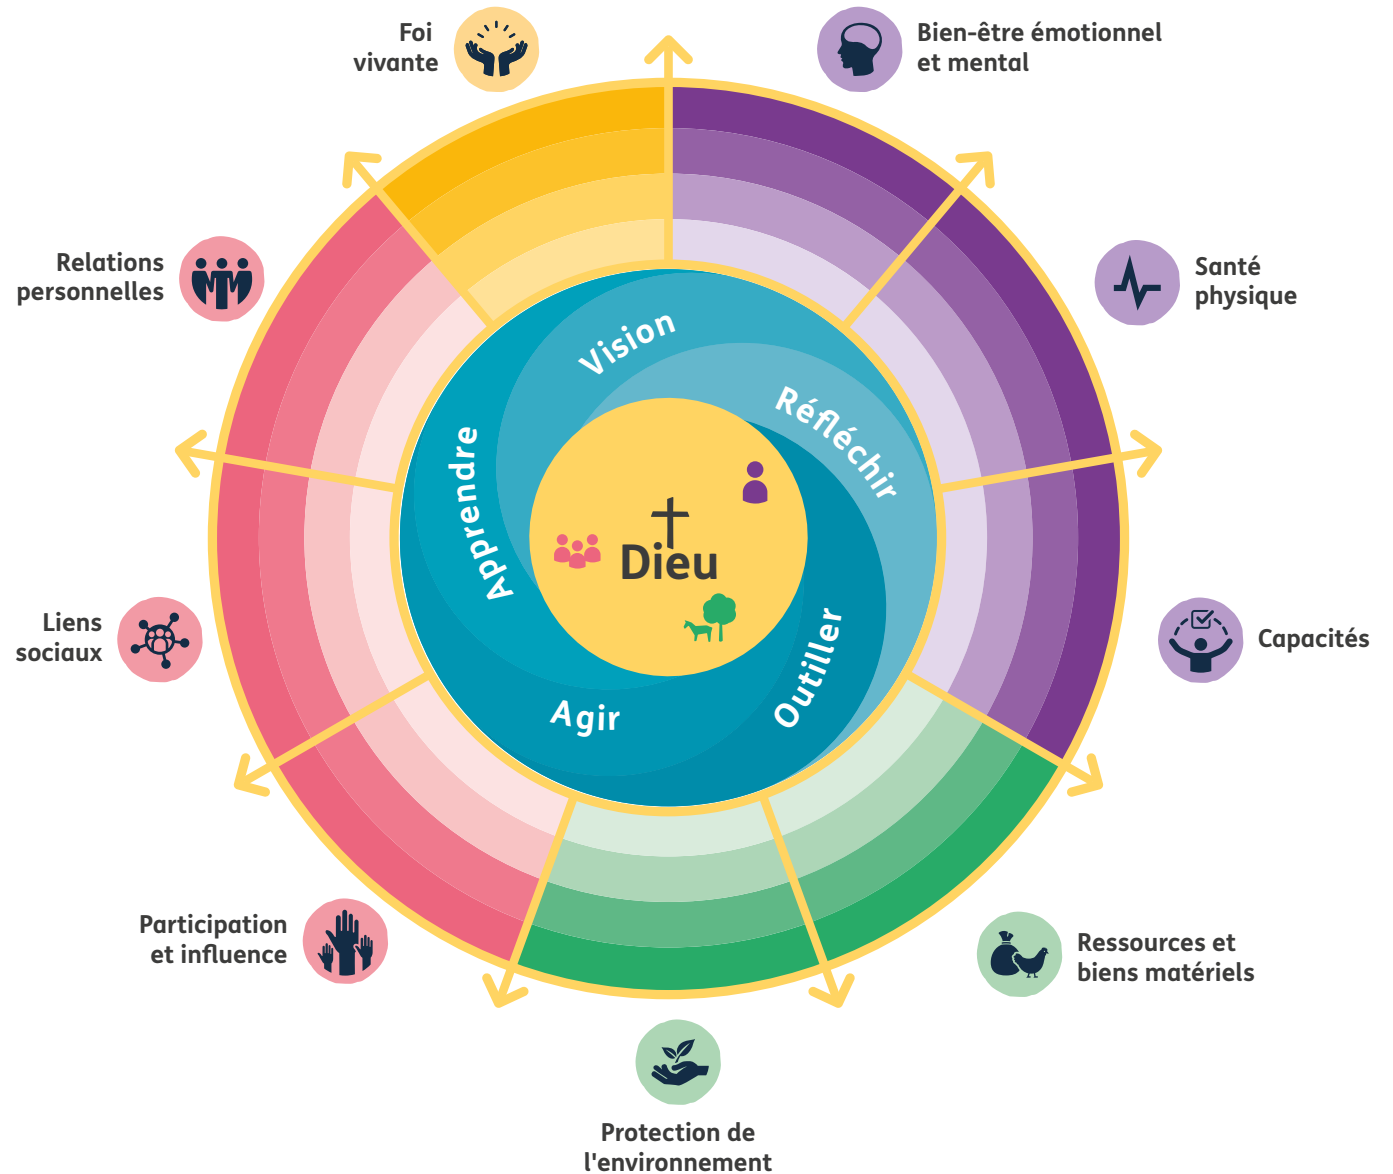 Foi
vivante
Bien-être émotionnel
et mental
Relations
personnelles
Santé
physique
Vision
Réfléchir
Apprendre
Dieu
Outiller
Agir
Liens
sociaux
Capacités
Participation
et influence
Ressources et
biens matériels
Protection de
l'environnement